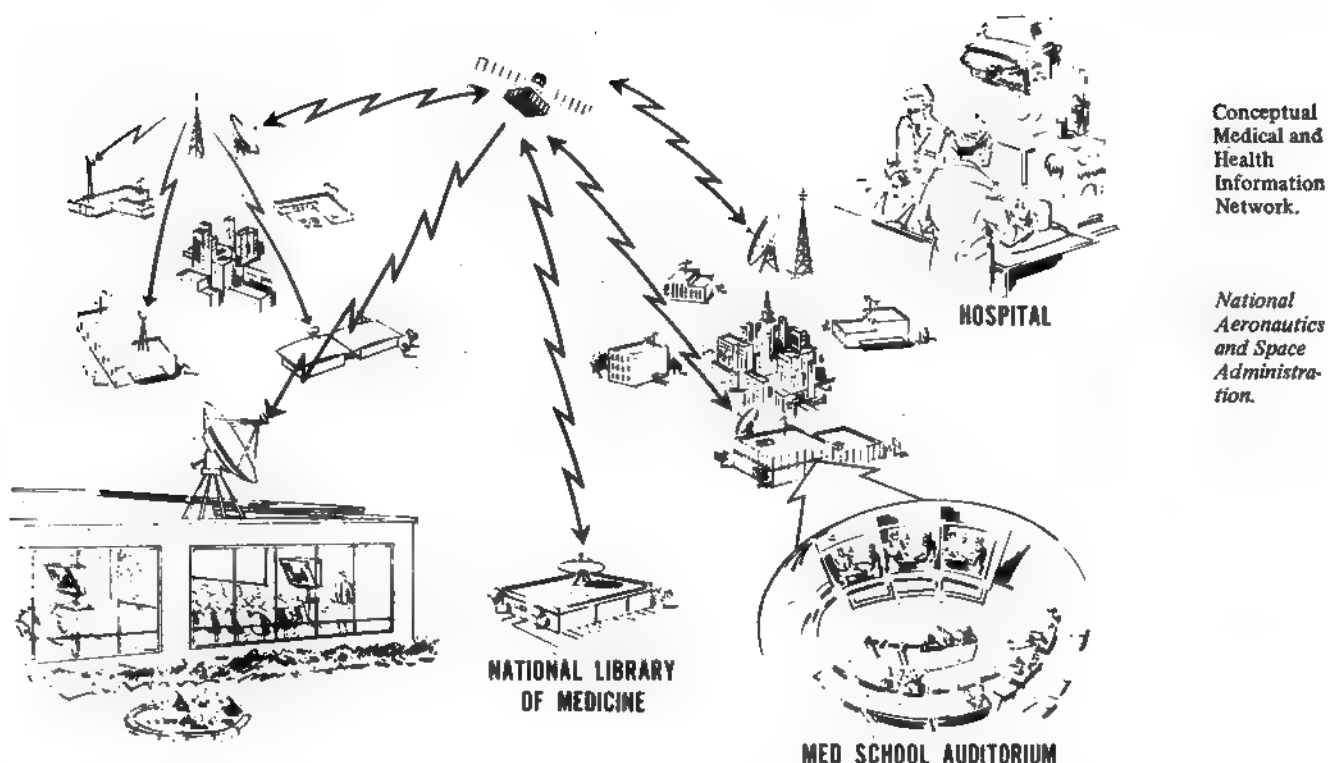 Conceptual
Medical and
Health
Information
Network.
National
Aeronautics
and Space
Administra-
tion.
HOSPITAL
NATIONAL LIBRARY
OF MEDICINE
MED SCHOOL AUDITORIUM